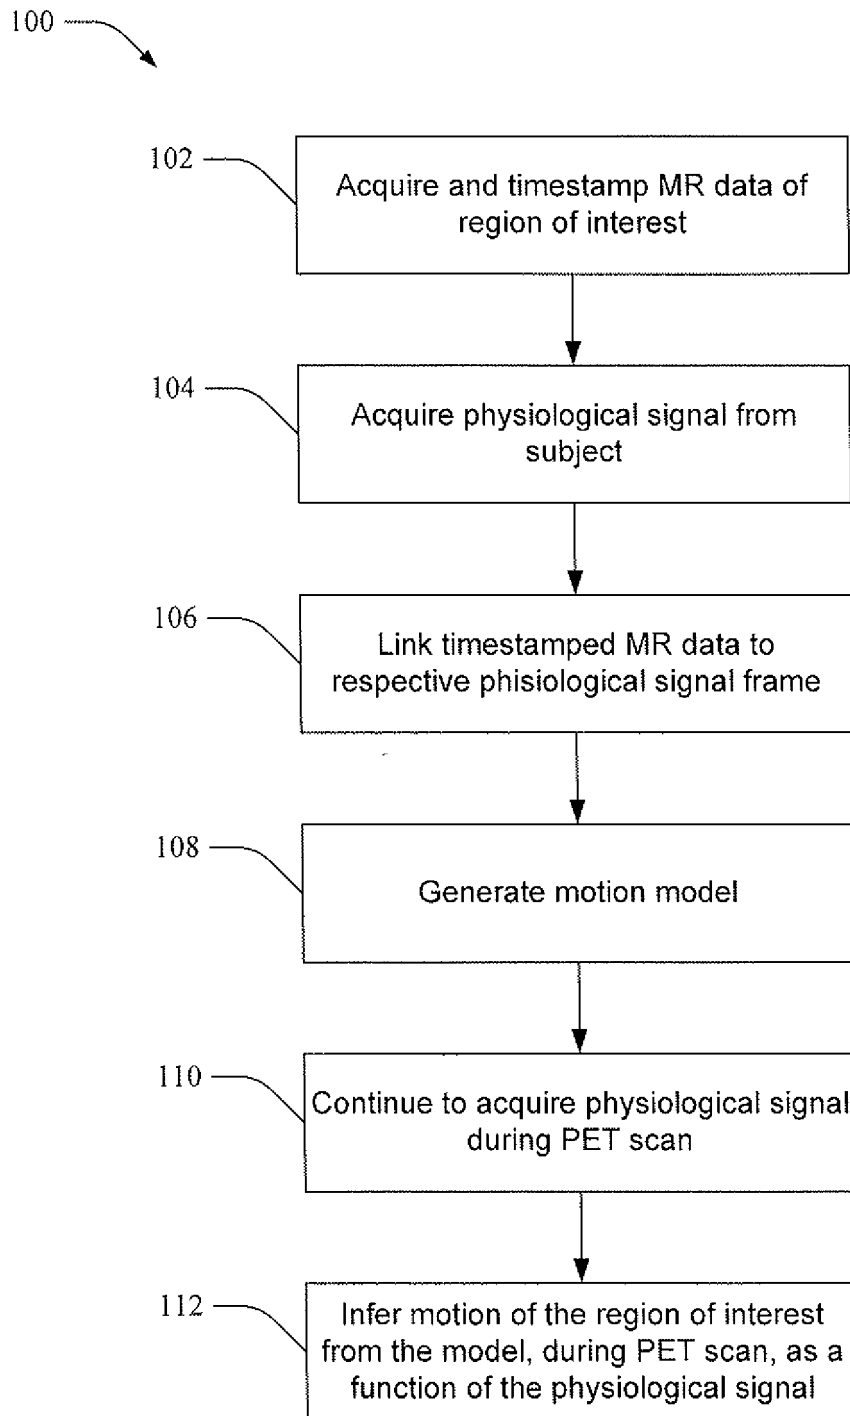 100
102
Acquire and timestamp MR data of
region of interest
104
Acquire physiological signal from
subject
106
Link timestamped MR data to
respective phisiological signal frame
108
Generate motion model
110
Continue to acquire physiological signal
during PET scan
112
Infer motion of the region of interest
from the model, during PET scan, as a
function of the physiological signal